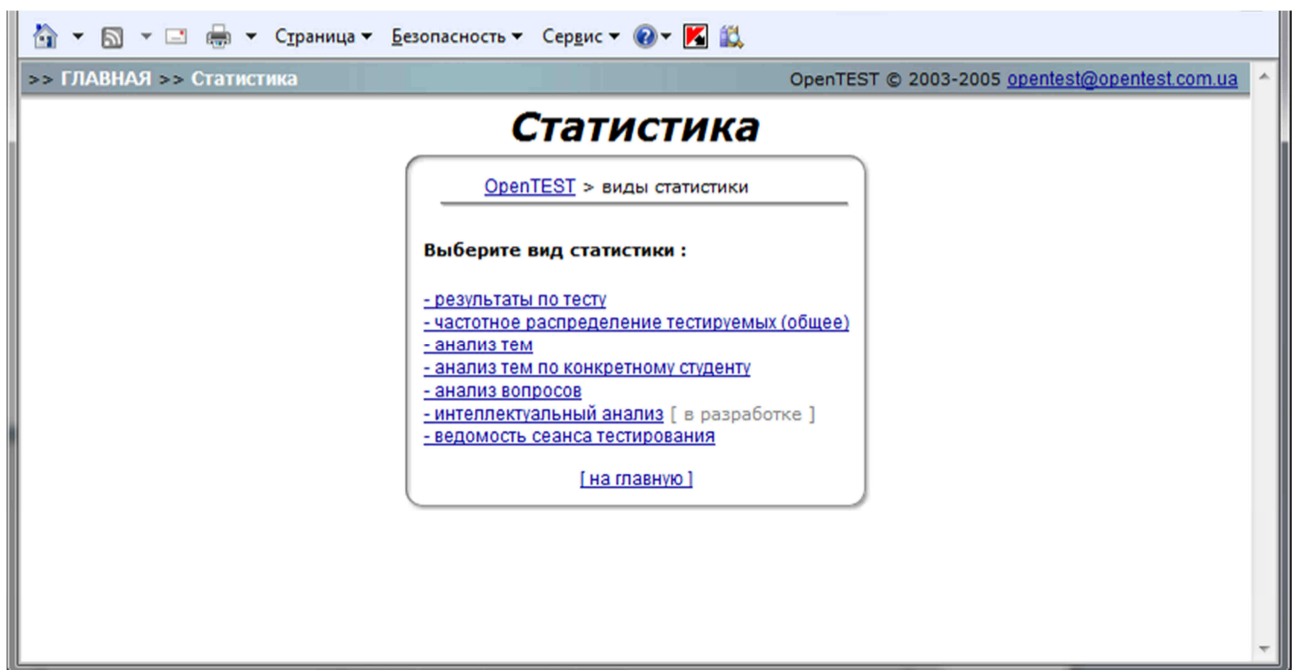 Страница Безопасность Сервис
>> ГЛАВНАЯ >> Статистика OpenTEST © 2003-2005 opentest@opentest.com.ua
Статистика
OpenTEST > виды статистики
Выберите вид статистики :
- результаты по тесту
- частотное распределение тестируемых (общее)
- анализ тем
- анализ тем по конкретному студенту
- анализ вопросов
- интеллектуальный анализ [ в разработке ]
- ведомость сеанса тестирования
[ на главную ]